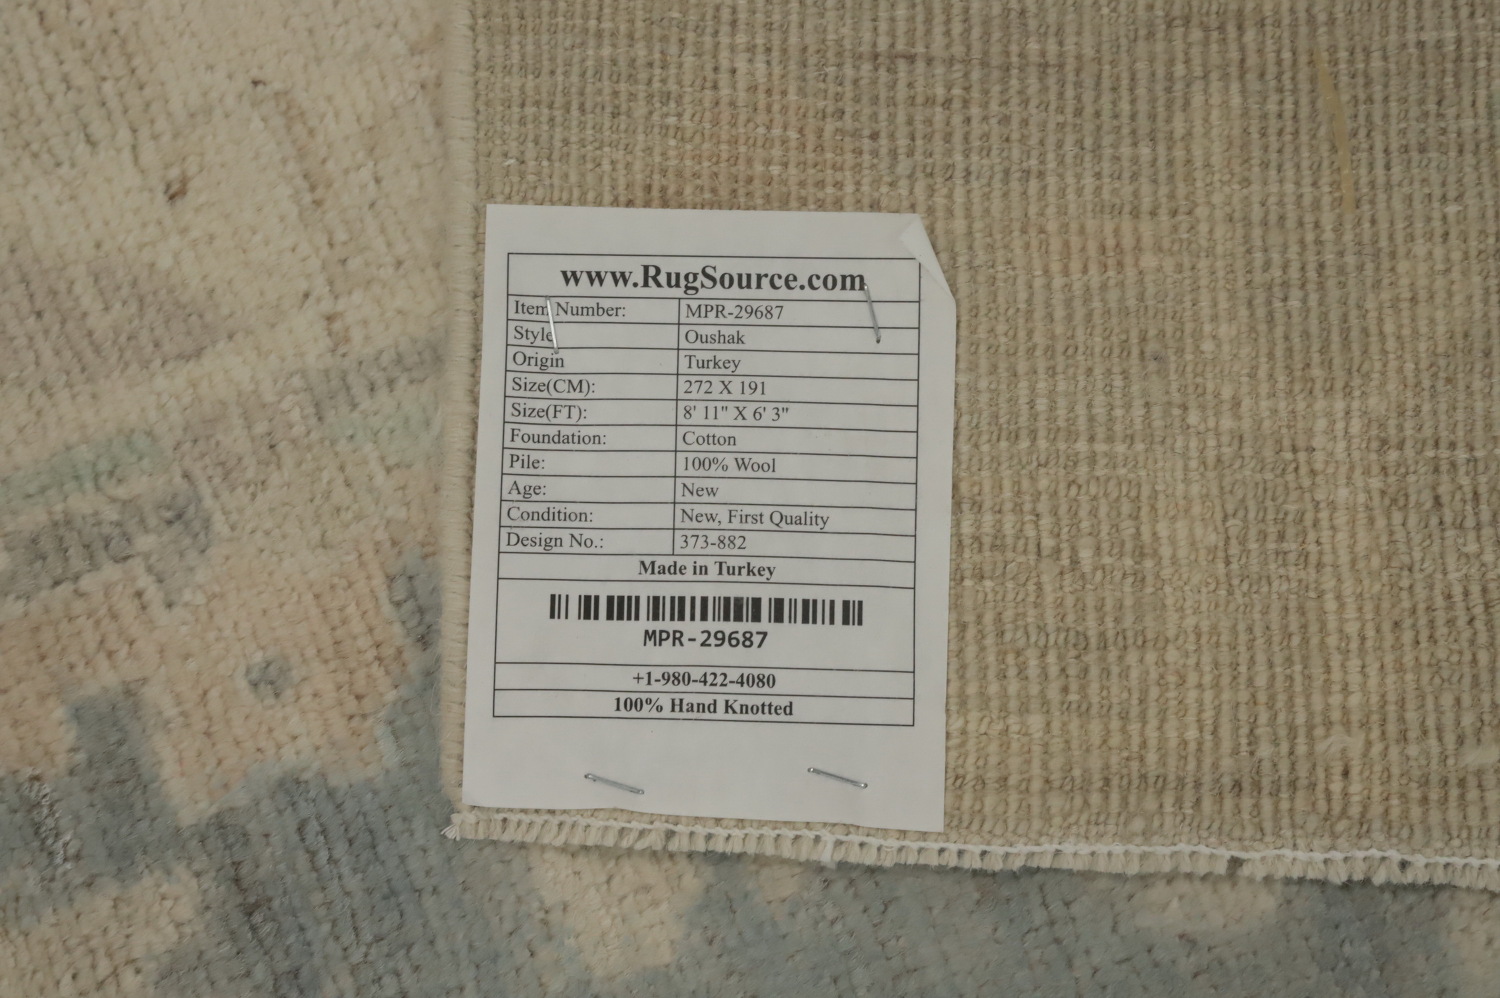 www.RugSource.com
Item Number: MPR-29687
Style Oushak
Origin Turkey
Size(CM): 272 X 191
Size(FT): 8' 11" X 6' 3"
Foundation: Cotton
Pile: 100% Wool
Age: New
Condition: New, First Quality
Design No.: 373-882
Made in Turkey
MPR-29687
+1-980-422-4080
100% Hand Knotted